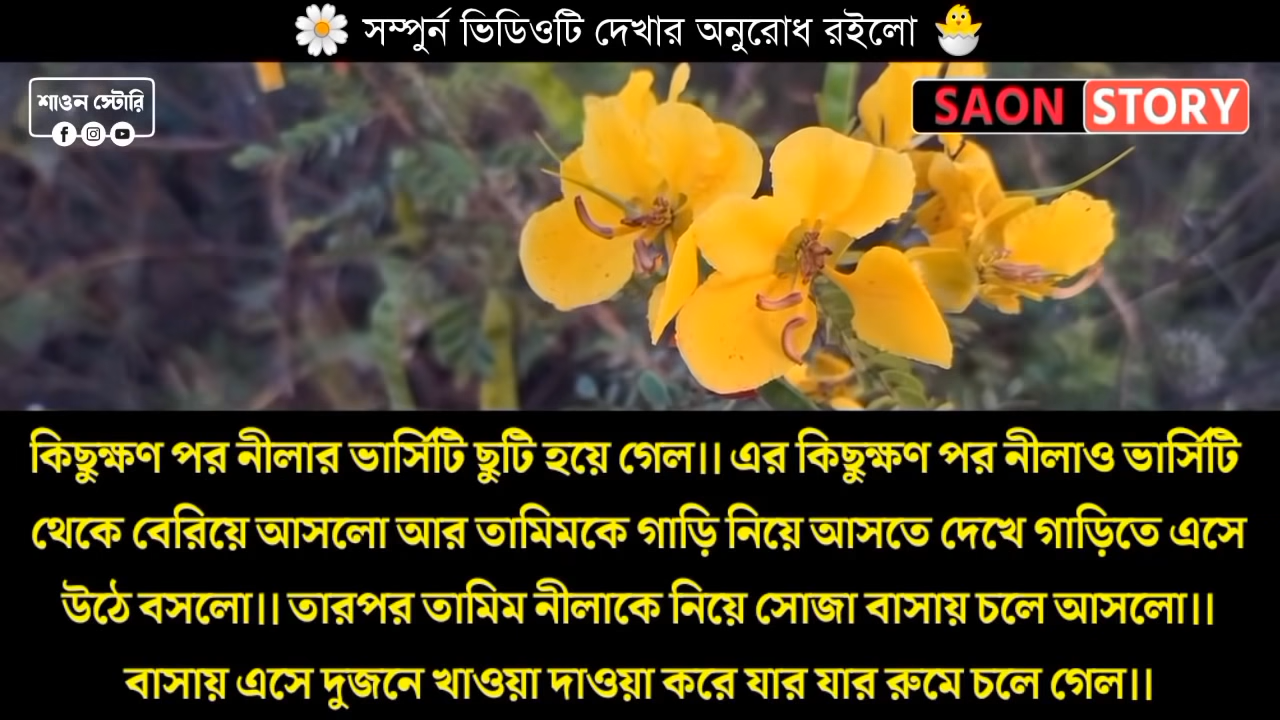 সম্পুর্ন ভিডিওটি দেখার অনুরোধ রইলো
শাওন স্টোরি
SAON STORY
কিছুক্ষণ পর নীলার ভার্সিটি ছুটি হয়ে গেল।। এর কিছুক্ষণ পর নীলাও ভার্সিটি
থেকে বেরিয়ে আসলো আর তামিমকে গাড়ি নিয়ে আসতে দেখে গাড়িতে এসে
উঠে বসলো।। তারপর তামিম নীলাকে নিয়ে সোজা বাসায় চলে আসলো।।
বাসায় এসে দুজনে খাওয়া দাওয়া করে যার যার রুমে চলে গেল।।